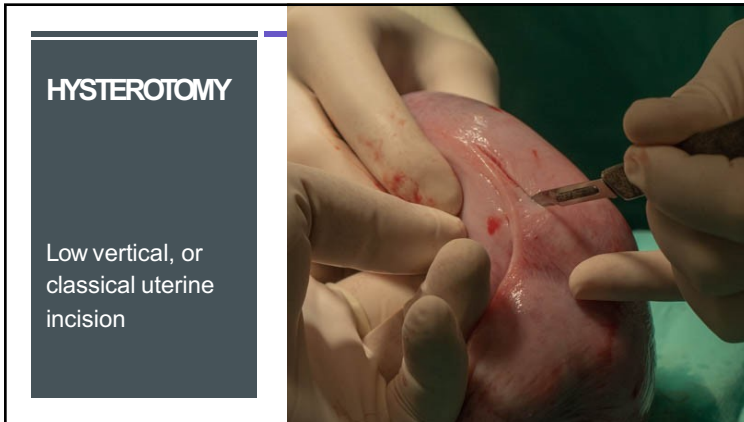 HYSTEROTOMY
Low vertical, or
classical uterine
incision